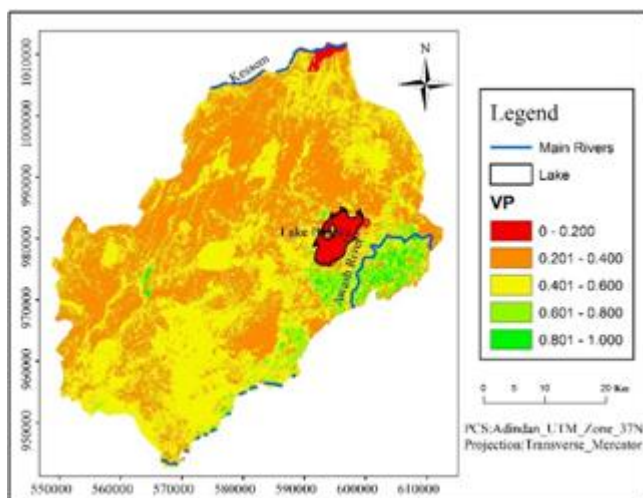 1010000
1000000
990000
980000
970000
960000
950000
550000 560000 570000 580000 590000 600000 610000
Kessem
N
Lake
Awash River
Legend
Main Rivers
Lake
VP
0 - 0.200
0.201 - 0.400
0.401 - 0.600
0.601 - 0.800
0.801 - 1.000
0 10 20 Km
PCS:Adindan_UTM_Zone_37N
Projection:Transverse_Mercator